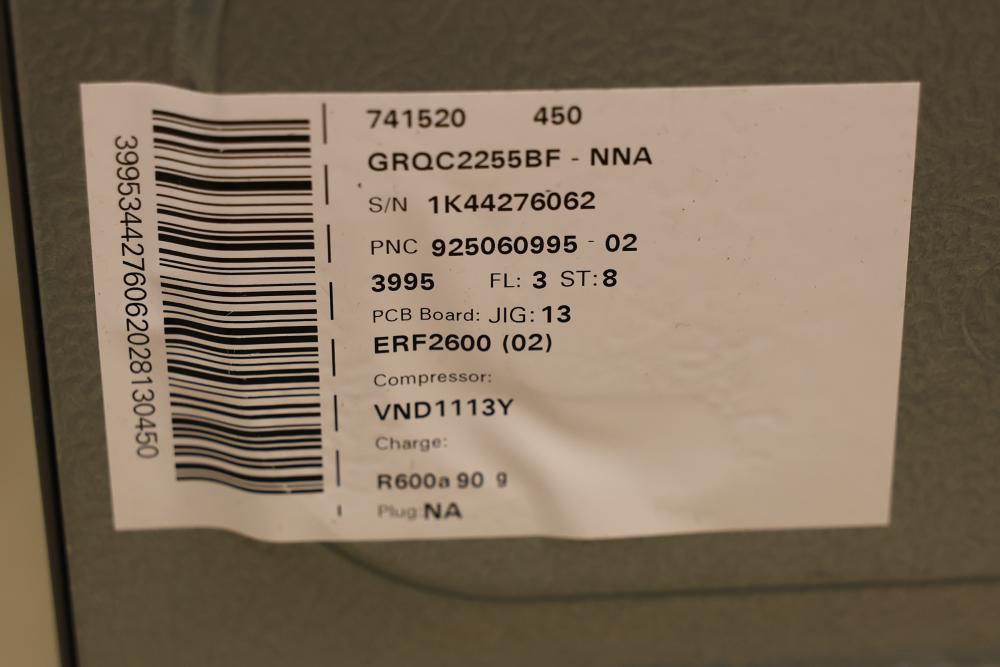 741520 450
GRQC2255BF - NNA
S/N 1K44276062
PNC 925060995 - 02
3995 FL: 3 ST: 8
PCB Board: JIG: 13
ERF2600 (02)
Compressor:
VND1113Y
Charge:
R600a 90 g
Plug: NA
3995344276062028130450